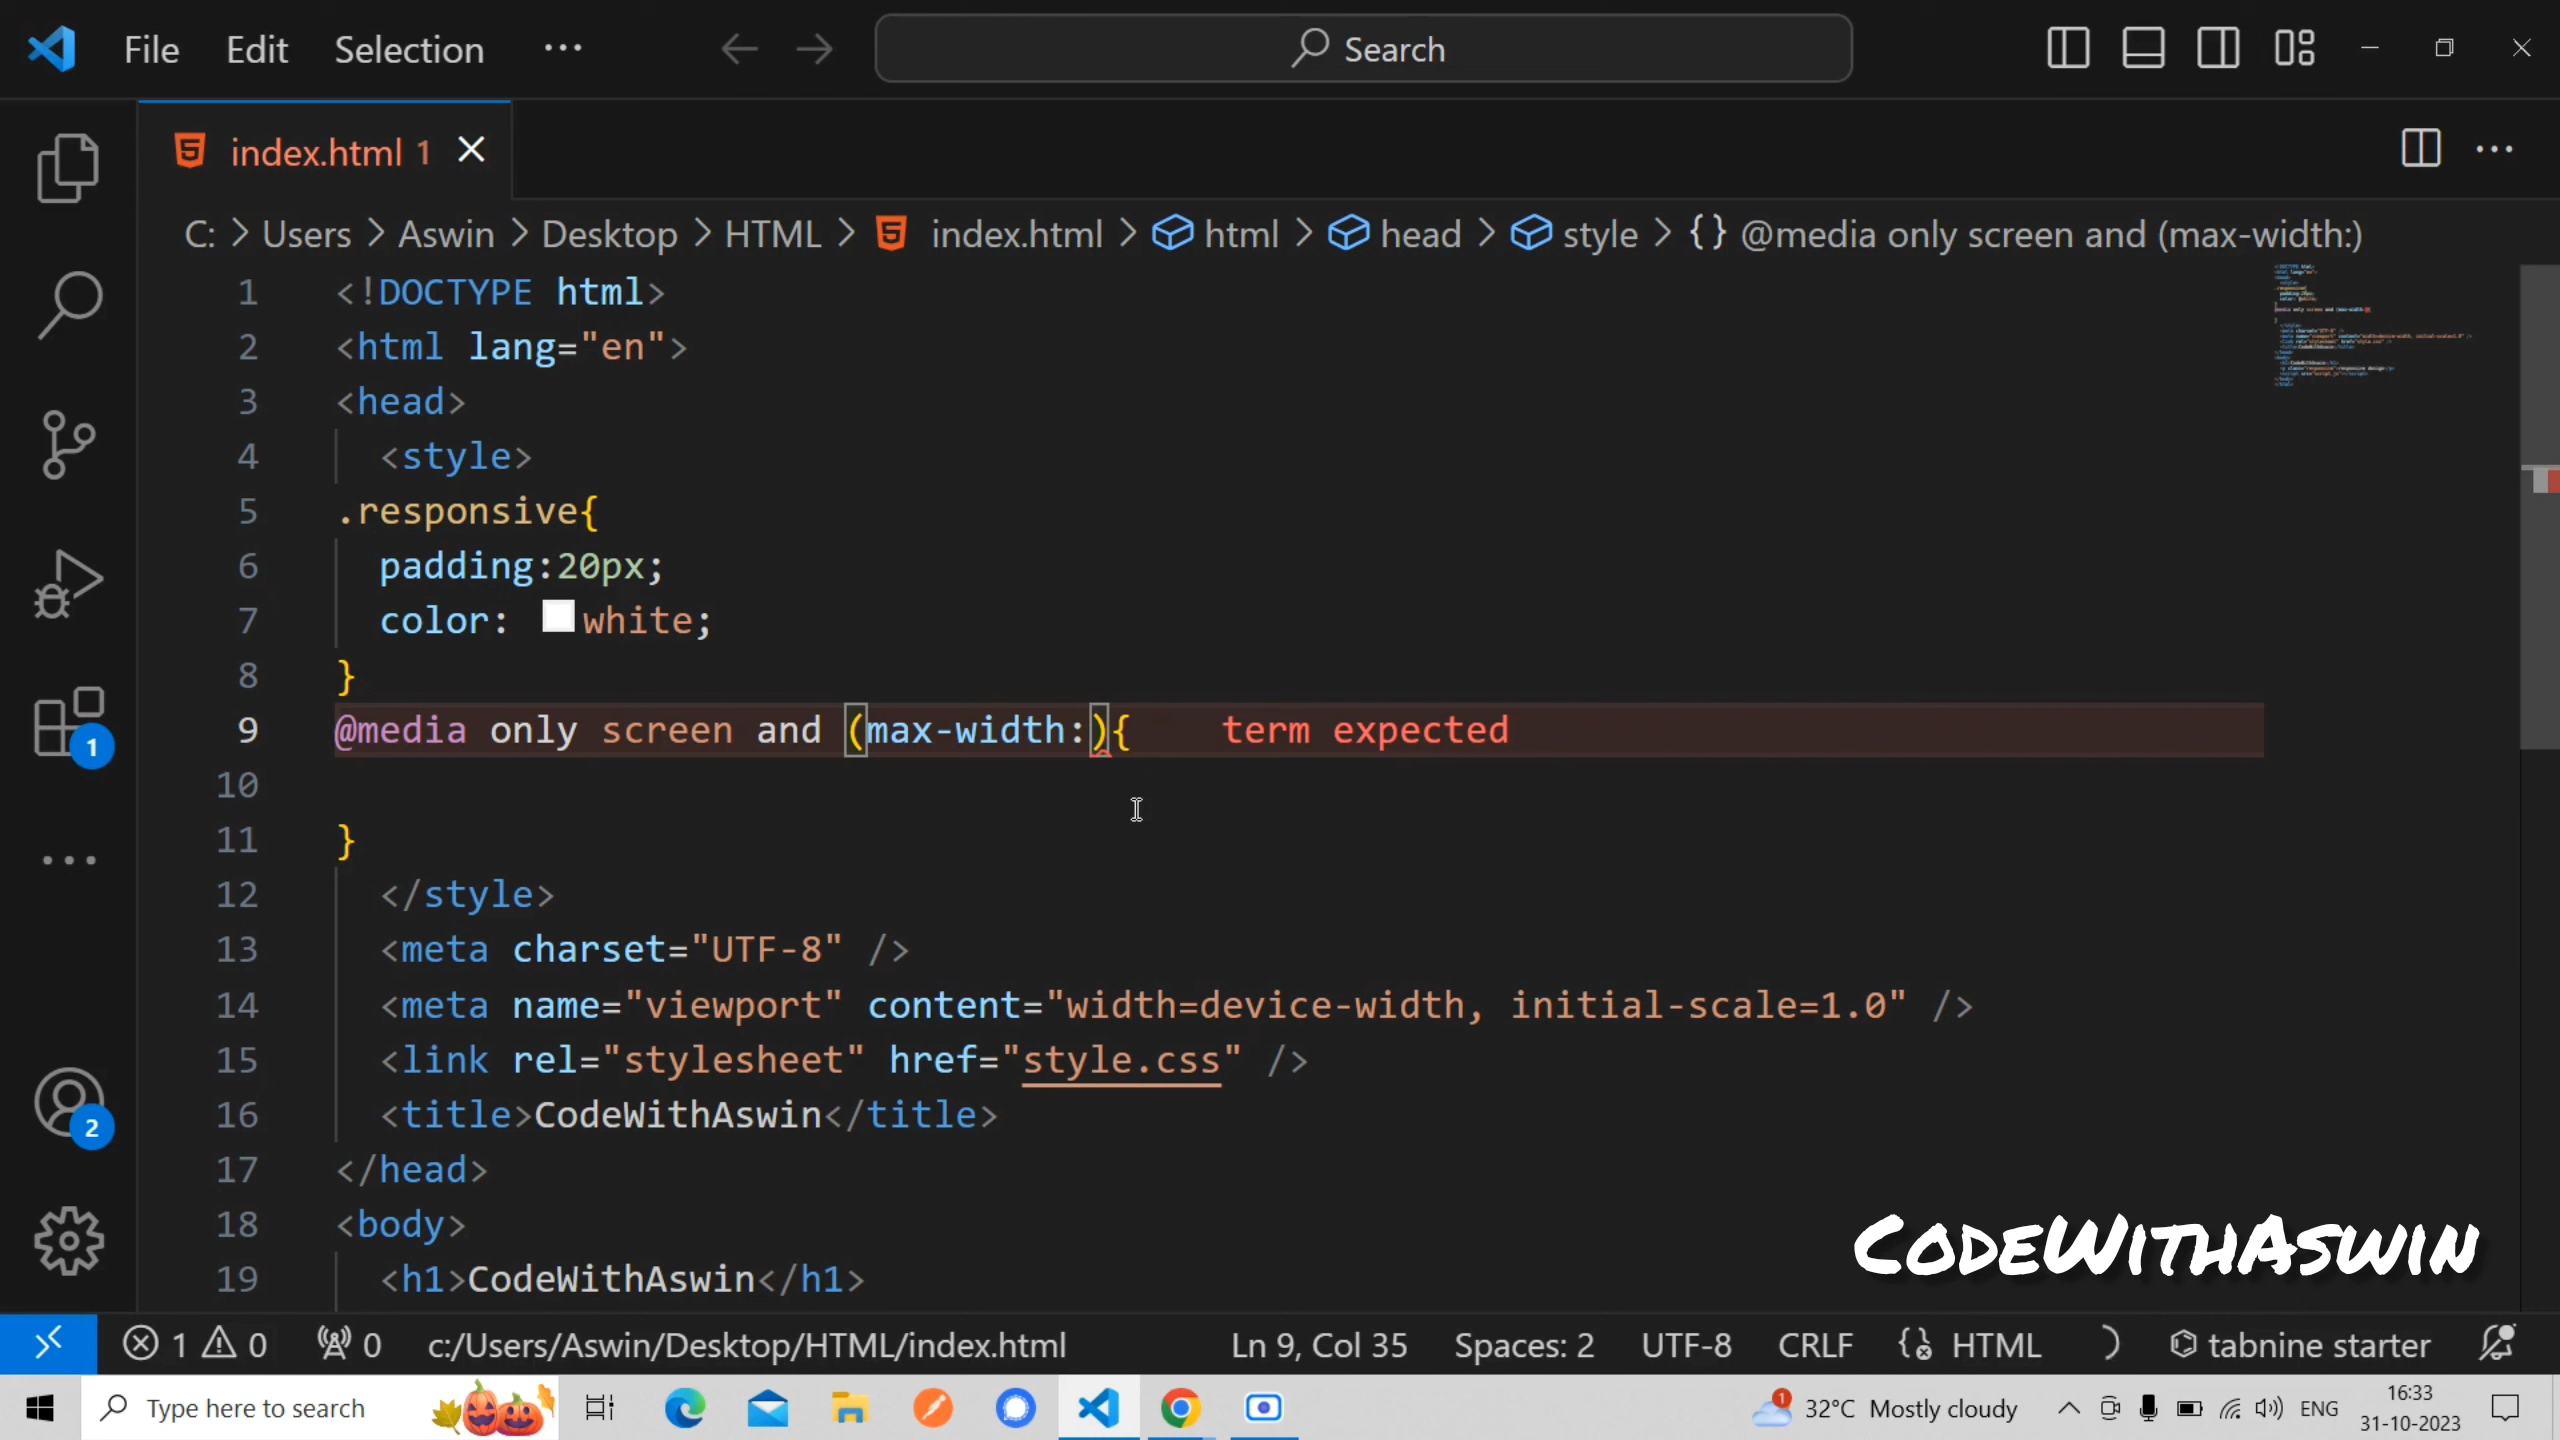 File Edit Selection ... Search
index.html 1
C: > Users > Aswin > Desktop > HTML > index.html > html > head > style > {} @media only screen and (max-width:)
1 <!DOCTYPE html>
2 <html lang="en">
3 <head>
4 <style>
5 .responsive{
6 padding:20px;
7 color: white;
8 }
9 @media only screen and (max-width:){ term expected
10
11 }
12 </style>
13 <meta charset="UTF-8" />
14 <meta name="viewport" content="width=device-width, initial-scale=1.0" />
15 <link rel="stylesheet" href="style.css" />
16 <title>CodeWithAswin</title>
17 </head>
18 <body>
19 <h1>CodeWithAswin</h1>
1
2
CodeWithAswin
1 0 0 c:/Users/Aswin/Desktop/HTML/index.html Ln 9, Col 35 Spaces: 2 UTF-8 CRLF {} HTML tabnine starter
Type here to search 1 32°C Mostly cloudy ENG 16:33
31-10-2023